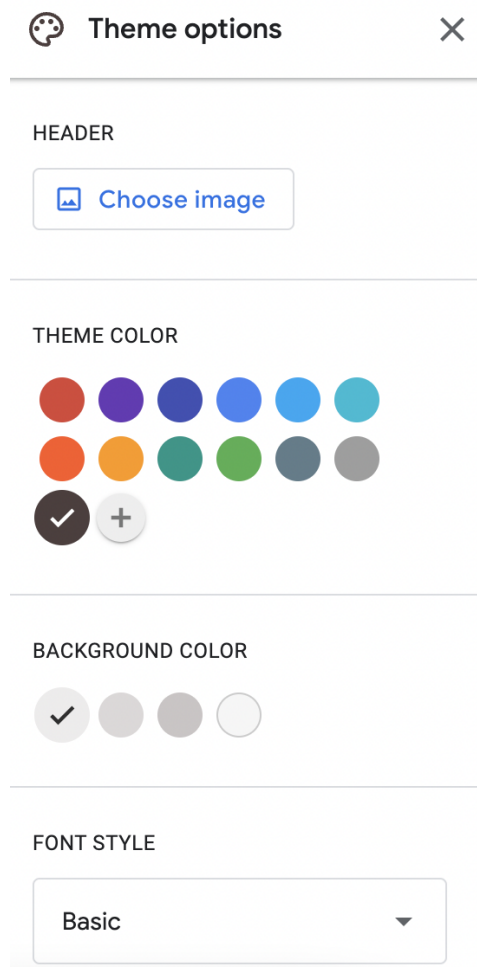 Theme options
HEADER
Choose image
THEME COLOR
BACKGROUND COLOR
FONT STYLE
Basic